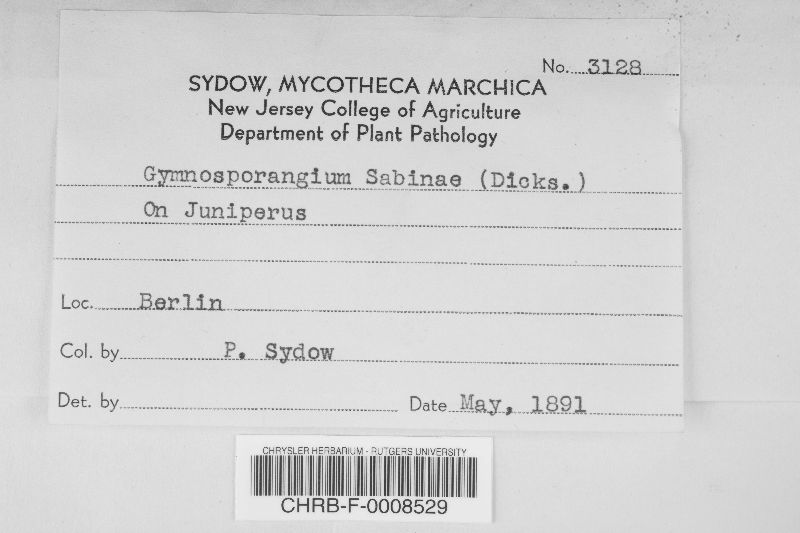 No. 3128
SYDOW, MYCOTHECA MARCHICA
New Jersey College of Agriculture
Department of Plant Pathology
Gymnosporangium Sabinae (Dicks.)
On Juniperus
Loc. Berlin
Col. by P. Sydow
Det. by
Date May, 1891
CHRYSLER HERBARIUM - RUTGERS UNIVERSITY
CHRB-F-0008529